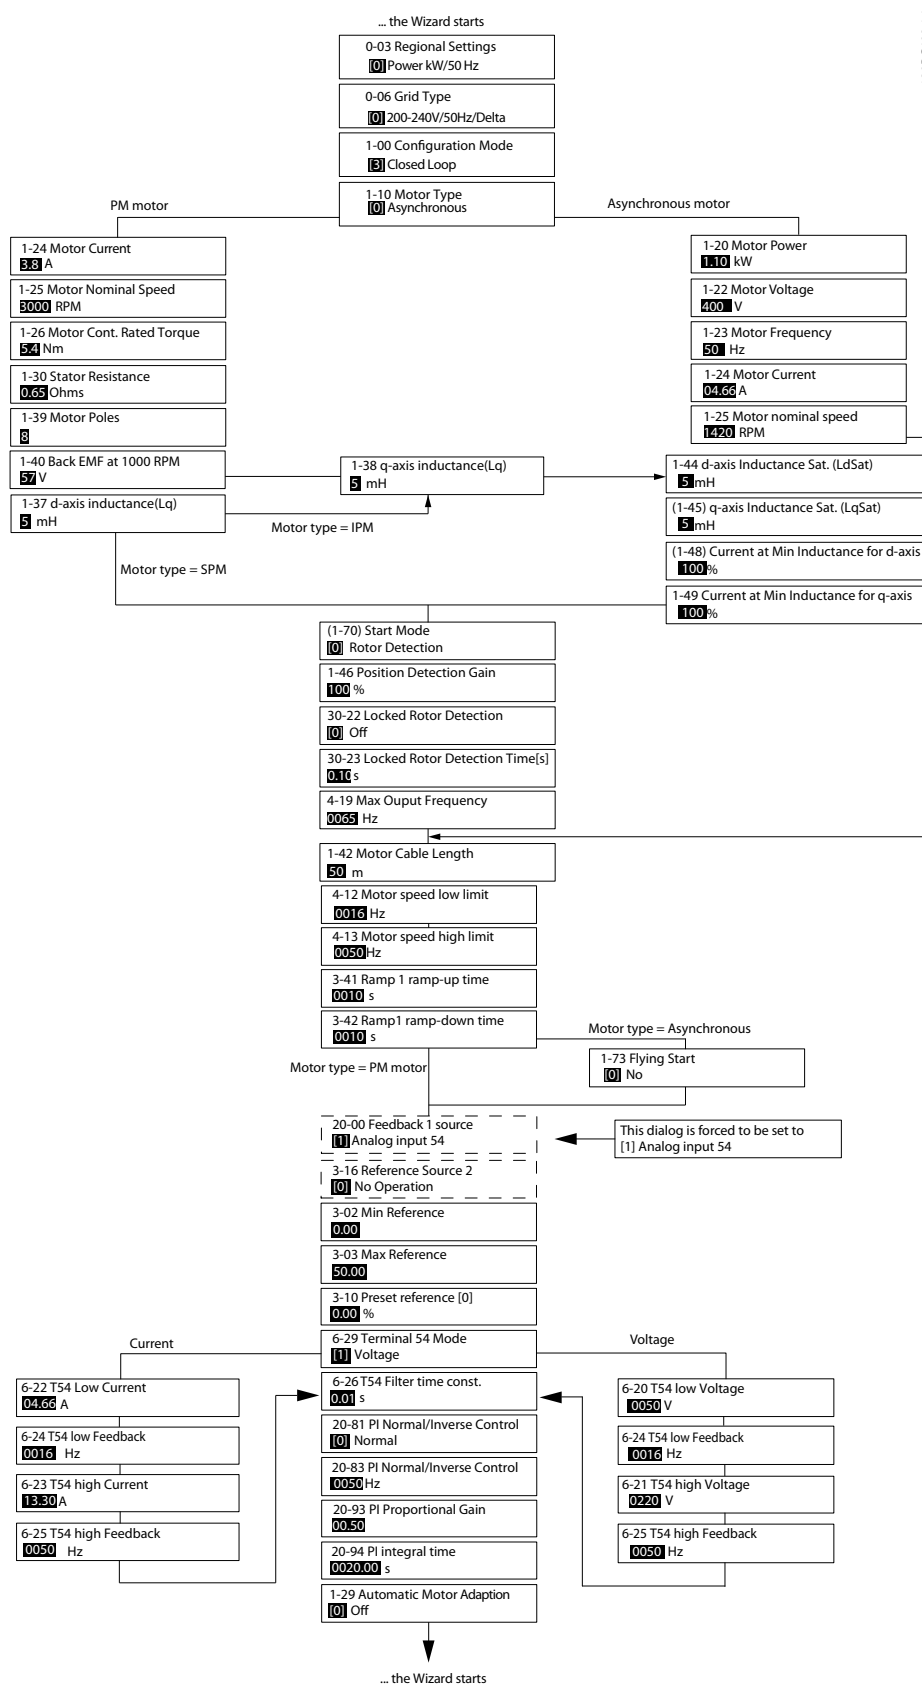 ... the Wizard starts
0-03 Regional Settings
[0] Power kW/50 Hz
0-06 Grid Type
[0] 200-240V/50Hz/Delta
1-00 Configuration Mode
[3] Closed Loop
1-10 Motor Type
[0] Asynchronous
PM motor
Asynchronous motor
1-24 Motor Current
3.8 A
1-25 Motor Nominal Speed
3000 RPM
1-26 Motor Cont. Rated Torque
5.4 Nm
1-30 Stator Resistance
0.65 Ohms
1-39 Motor Poles
8
1-40 Back EMF at 1000 RPM
57 V
1-37 d-axis inductance(Lq)
5 mH
1-20 Motor Power
1.10 kW
1-22 Motor Voltage
400 V
1-23 Motor Frequency
50 Hz
1-24 Motor Current
04.66 A
1-25 Motor nominal speed
1420 RPM
1-38 q-axis inductance(Lq)
5 mH
Motor type = IPM
Motor type = SPM
1-44 d-axis Inductance Sat. (LdSat)
5 mH
(1-45) q-axis Inductance Sat. (LqSat)
5 mH
(1-48) Current at Min Inductance for d-axis
100 %
1-49 Current at Min Inductance for q-axis
100 %
(1-70) Start Mode
[0] Rotor Detection
1-46 Position Detection Gain
100 %
30-22 Locked Rotor Detection
[0] Off
30-23 Locked Rotor Detection Time[s]
0.10 s
4-19 Max Ouput Frequency
0065 Hz
1-42 Motor Cable Length
50 m
4-12 Motor speed low limit
0016 Hz
4-13 Motor speed high limit
0050 Hz
3-41 Ramp 1 ramp-up time
0010 s
3-42 Ramp1 ramp-down time
0010 s
Motor type = Asynchronous
1-73 Flying Start
[0] No
Motor type = PM motor
20-00 Feedback 1 source
[1] Analog input 54
This dialog is forced to be set to
[1] Analog input 54
3-16 Reference Source 2
[0] No Operation
3-02 Min Reference
0.00
3-03 Max Reference
50.00
3-10 Preset reference [0]
0.00 %
6-29 Terminal 54 Mode
[1] Voltage
Current
Voltage
6-22 T54 Low Current
04.66 A
6-24 T54 low Feedback
0016 Hz
6-23 T54 high Current
13.30 A
6-25 T54 high Feedback
0050 Hz
6-26 T54 Filter time const.
0.01 s
20-81 PI Normal/Inverse Control
[0] Normal
20-83 PI Normal/Inverse Control
0050 Hz
20-93 PI Proportional Gain
00.50
20-94 PI integral time
0020.00 s
1-29 Automatic Motor Adaption
[0] Off
6-20 T54 low Voltage
0050 V
6-24 T54 low Feedback
0016 Hz
6-21 T54 high Voltage
0220 V
6-25 T54 high Feedback
0050 Hz
... the Wizard starts